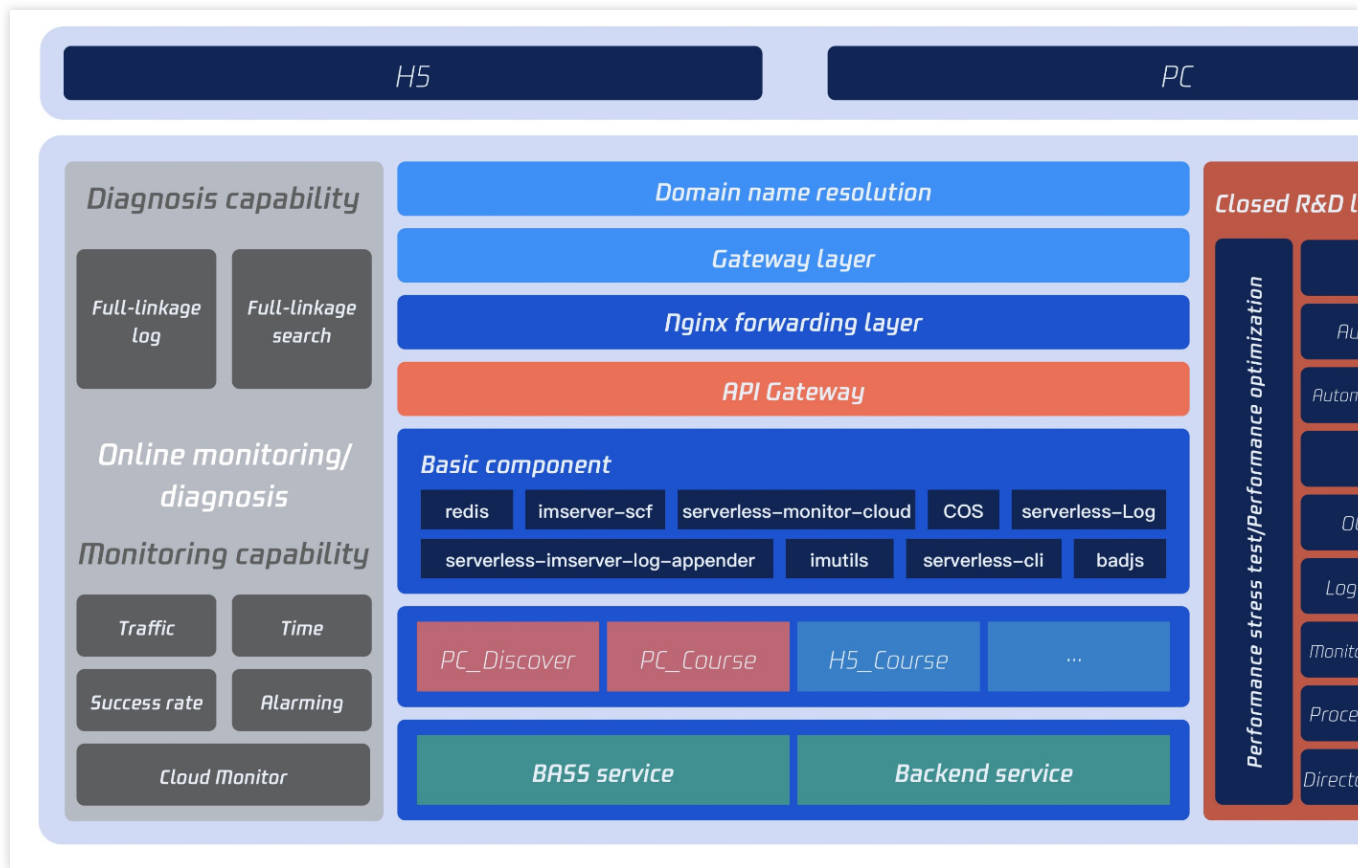 H5
PC
Diagnosis capability
Full-linkage
log
Full-linkage
search
Online monitoring/
diagnosis
Monitoring capability
Traffic
Time
Success rate
Alarming
Cloud Monitor
Domain name resolution
Gateway layer
Nginx forwarding layer
API Gateway
Basic component
redis
imserver-scf
serverless-monitor-cloud
COS
serverless-Log
serverless-imserver-log-appender
imutils
serverless-cli
badjs
PC_Discover
PC_Course
H5_Course
...
BASS service
Backend service
Closed R&D
Performance stress test/Performance optimization
Log